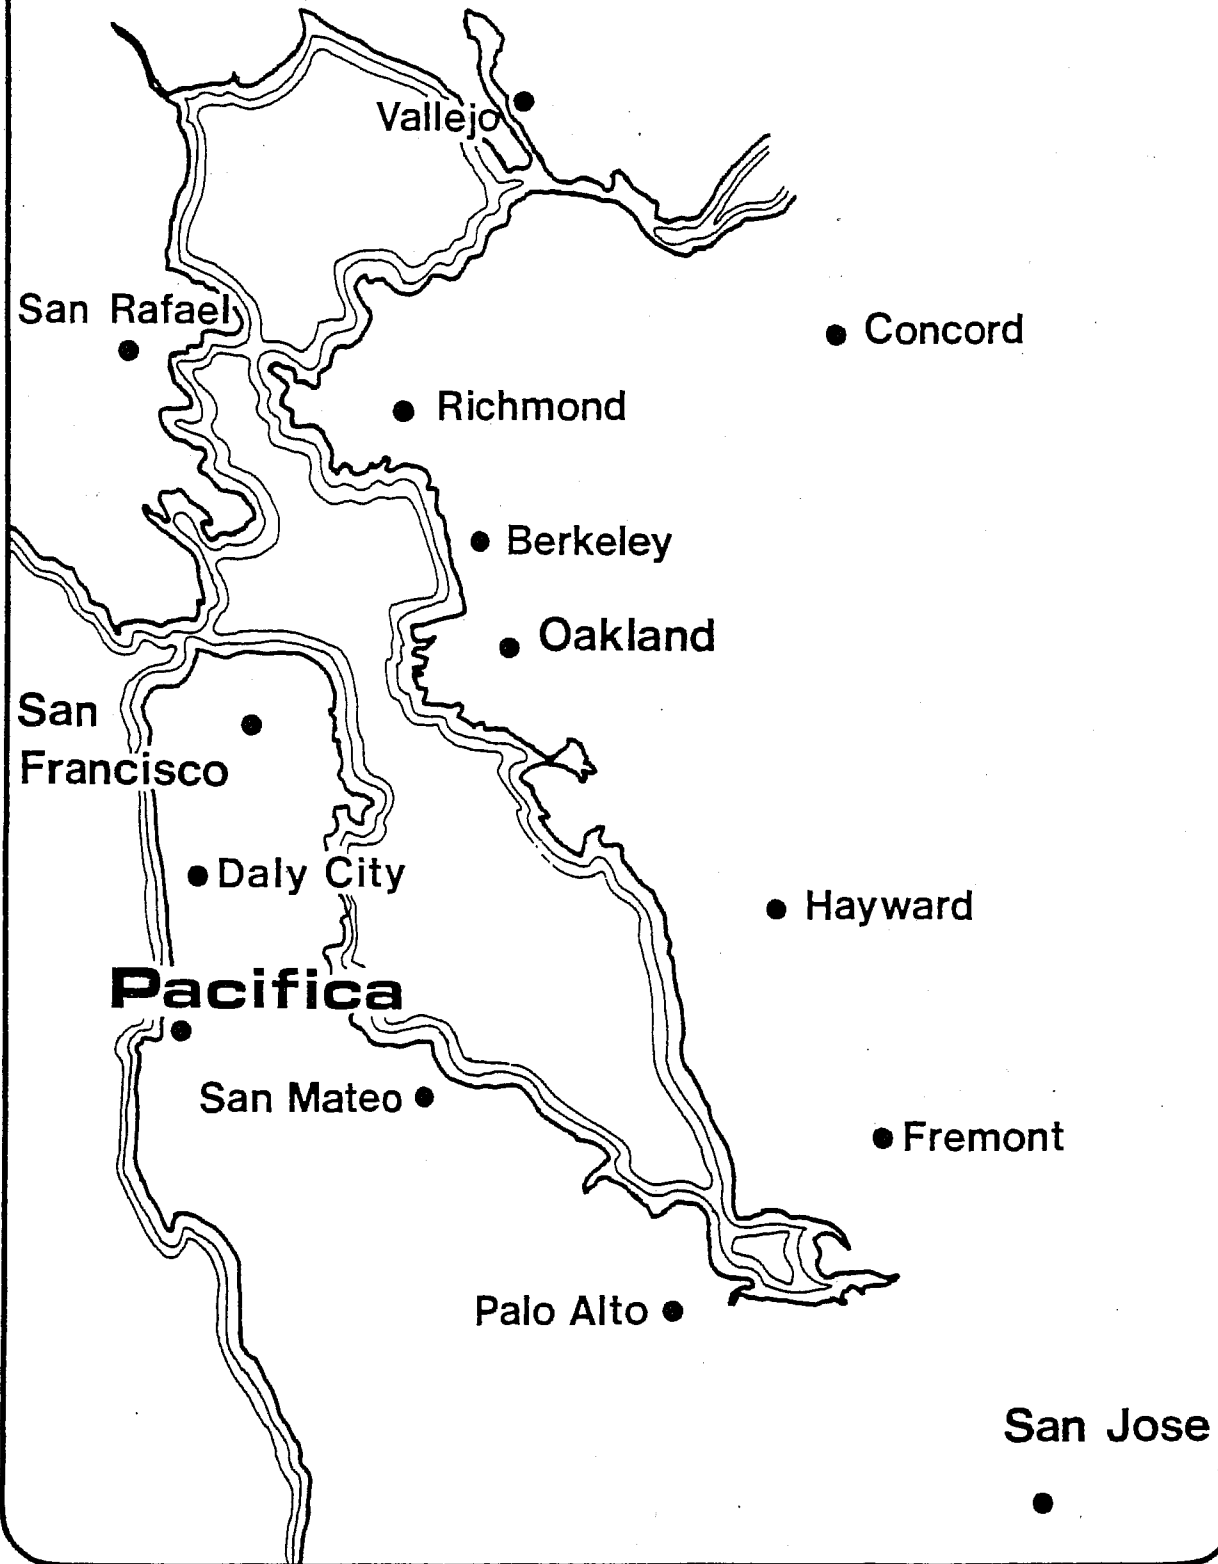 Vallejo
San Rafael
Concord
Richmond
Berkeley
Oakland
San
Francisco
Daly City
Hayward
Pacifica
San Mateo
Fremont
Palo Alto
San Jose